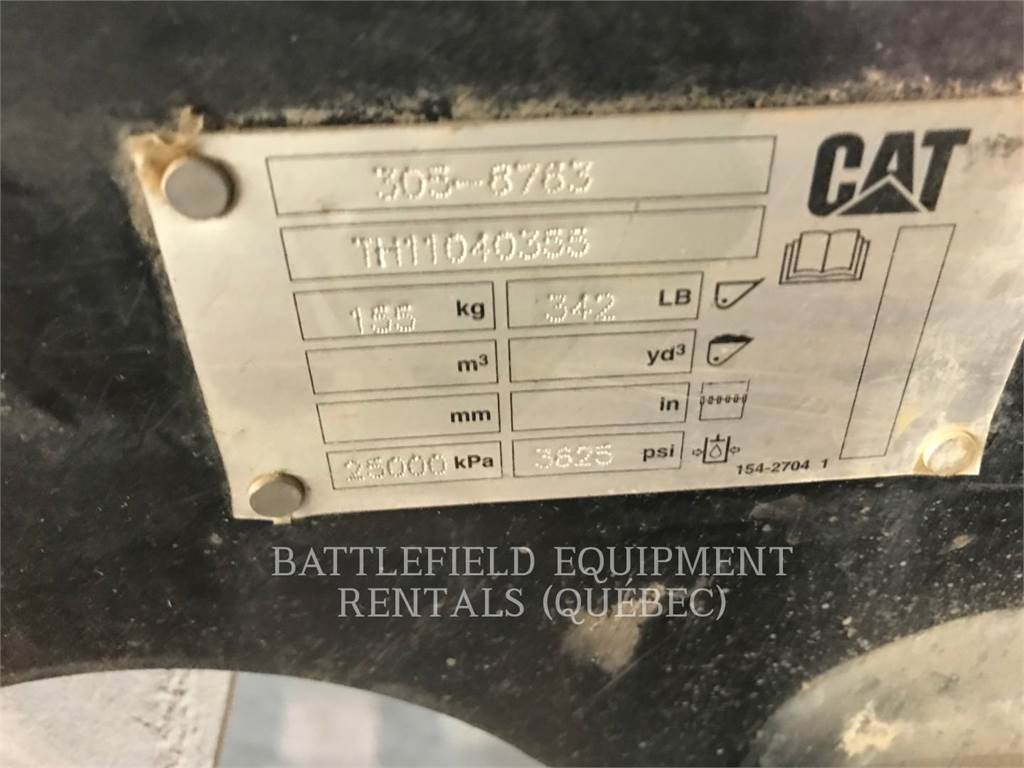 CAT
305-8783
TH11040355
155 kg 342 LB
m³ yd³
mm in
25000 kPa 3625 psi
154-2704 1
BATTLEFIELD EQUIPMENT
RENTALS (QUÉBEC)